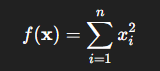 f(x) = ∑_{i=1}^{n} x_i^2